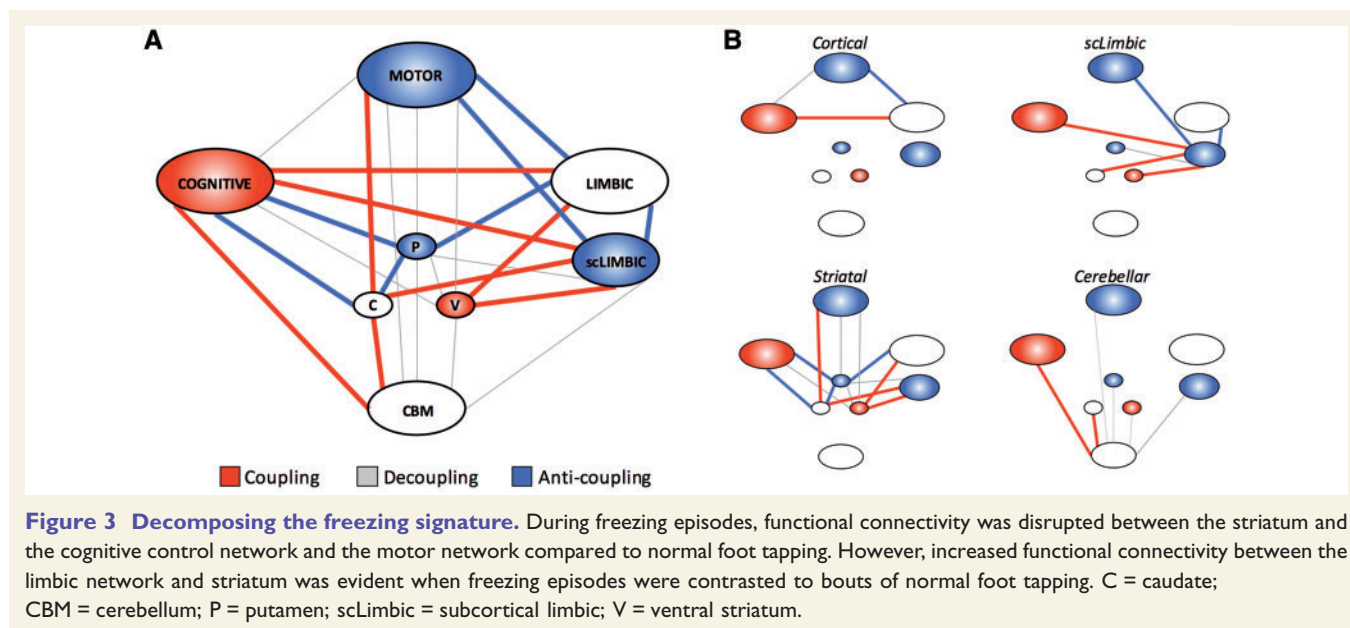 A
MOTOR
COGNITIVE
LIMBIC
P
scLIMBIC
C
V
CBM
Coupling
Decoupling
Anti-coupling
B
Cortical
scLimbic
Striatal
Cerebellar
Figure 3 Decomposing the freezing signature. During freezing episodes, functional connectivity was disrupted between the striatum and
the cognitive control network and the motor network compared to normal foot tapping. However, increased functional connectivity between the
limbic network and striatum was evident when freezing episodes were contrasted to bouts of normal foot tapping. C = caudate;
CBM = cerebellum; P = putamen; scLimbic = subcortical limbic; V = ventral striatum.